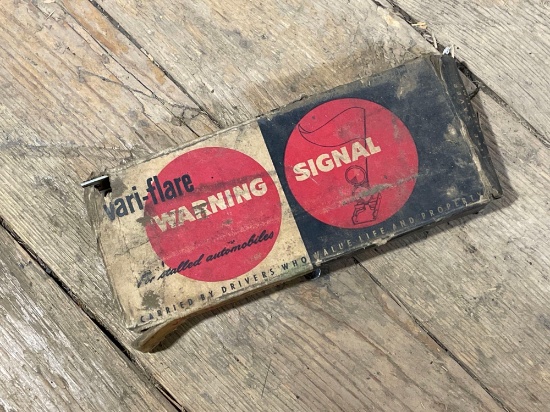 vari-flare
WARNING SIGNAL
for stalled automobiles
CARRIED BY DRIVERS WHO VALUE LIFE AND PROPERTY